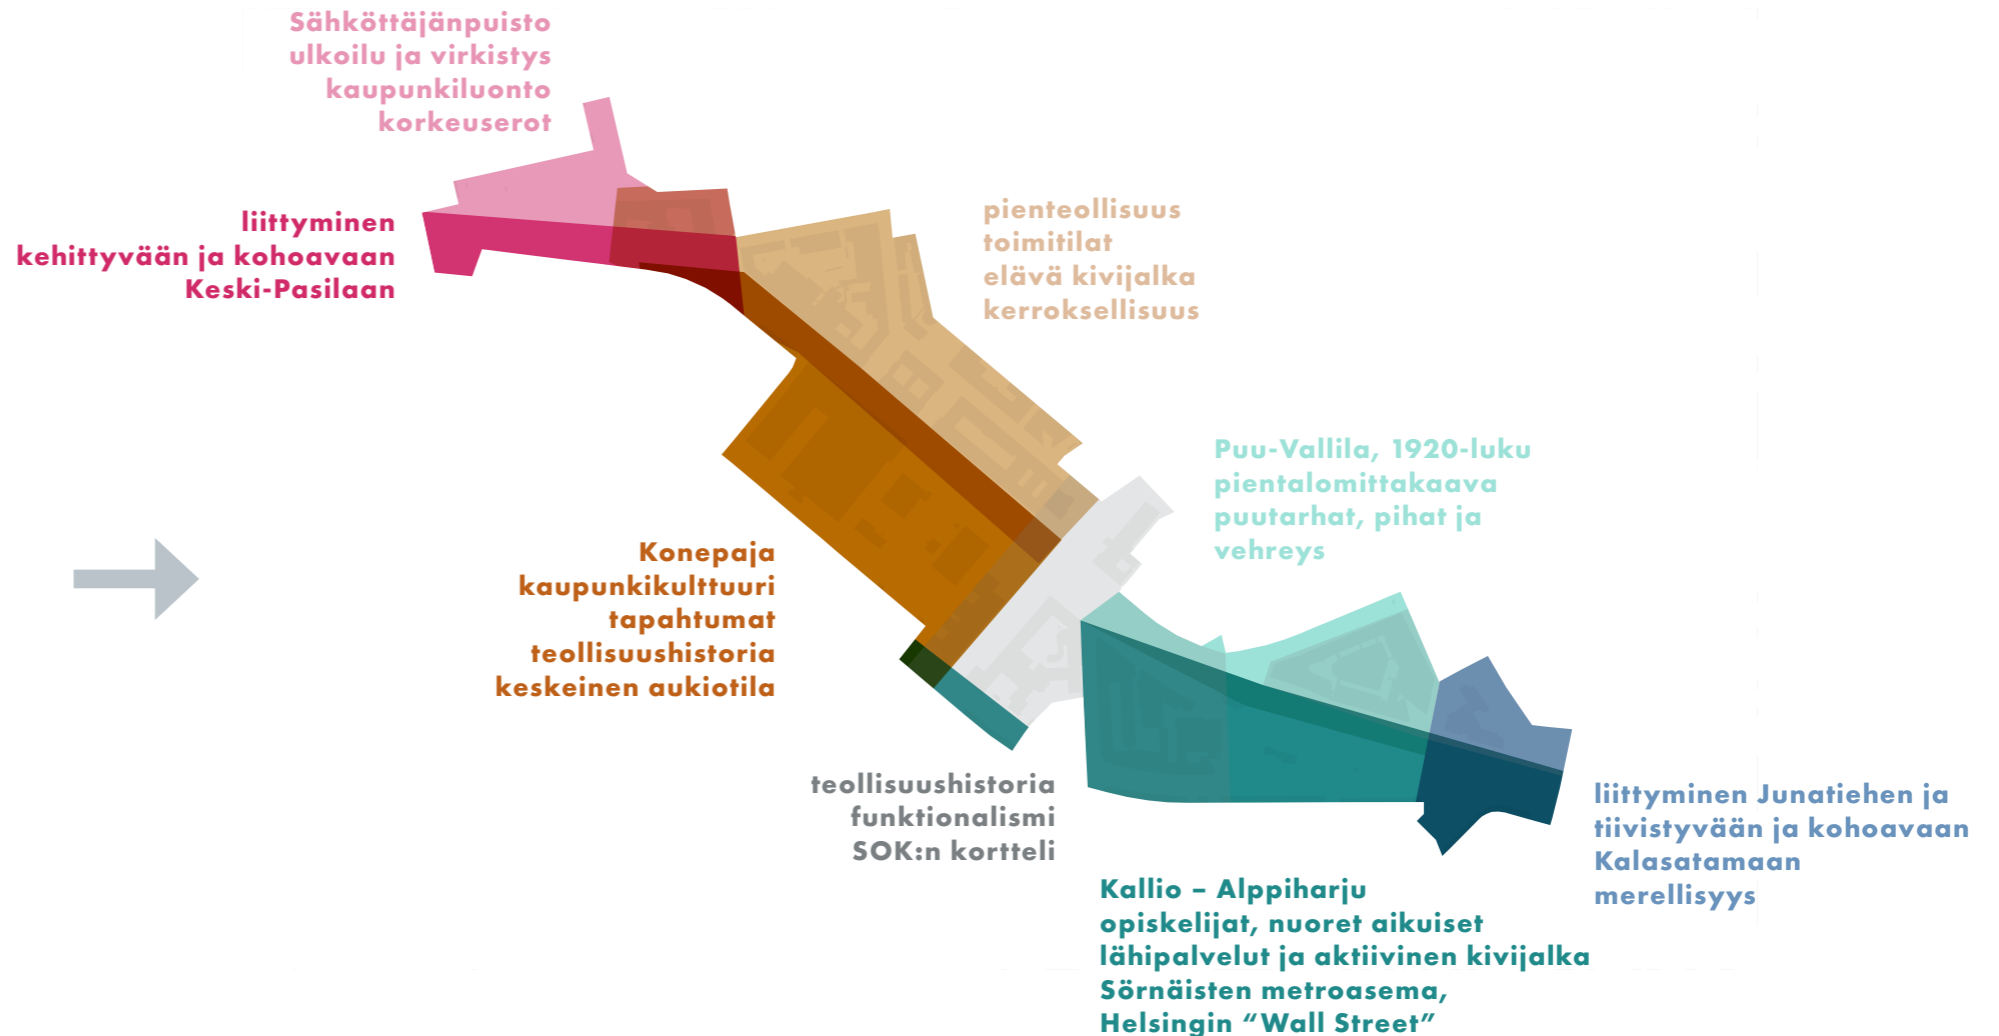 Sähköttäjänpuisto
ulkoilu ja virkistys
kaupunkiluonto
korkeuserot
liittyminen
kehittyvään ja kohoavaan
Keski-Pasilaan
pienteollisuus
toimitilat
elävä kivijalka
kerroksellisuus
Puu-Vallila, 1920-luku
pientalomittakaava
puutarhat, pihat ja
vehreys
Konepaja
kaupunkikulttuuri
tapahtumat
teollisuushistoria
keskeinen aukiotila
teollisuushistoria
funktionalismi
SOK:n kortteli
liittyminen Junatiehen ja
tiivistyvään ja kohoavaan
Kalasatamaan
merellisyys
Kallio – Alppiharju
opiskelijat, nuoret aikuiset
lähipalvelut ja aktiivinen kivijalka
Sörnäisten metroasema,
Helsingin “Wall Street”